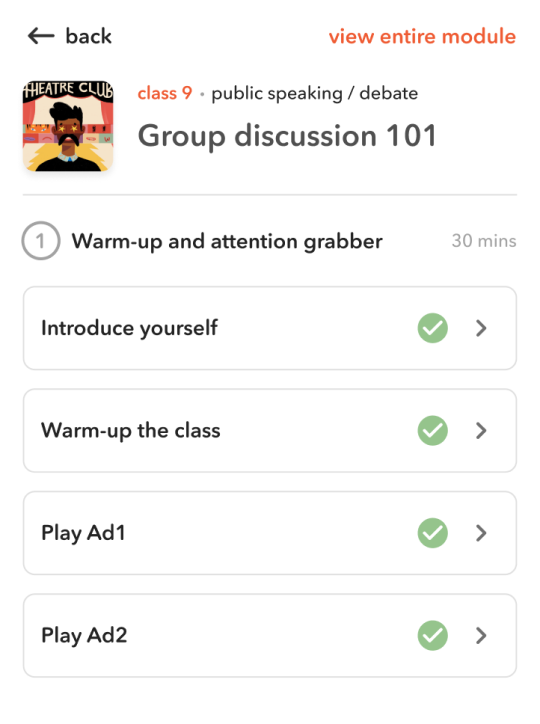 ← back
view entire module
THEATRE CLUB
class 9 • public speaking / debate
Group discussion 101
1 Warm-up and attention grabber 30 mins
Introduce yourself
Warm-up the class
Play Ad1
Play Ad2